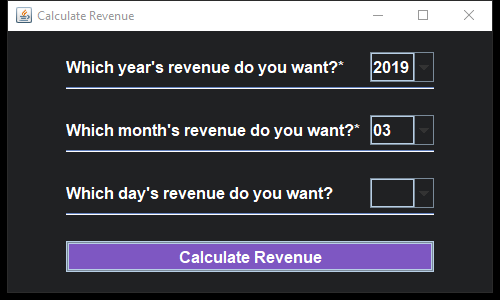 Calculate Revenue
Which year's revenue do you want?* 2019
Which month's revenue do you want?* 03
Which day's revenue do you want?
Calculate Revenue